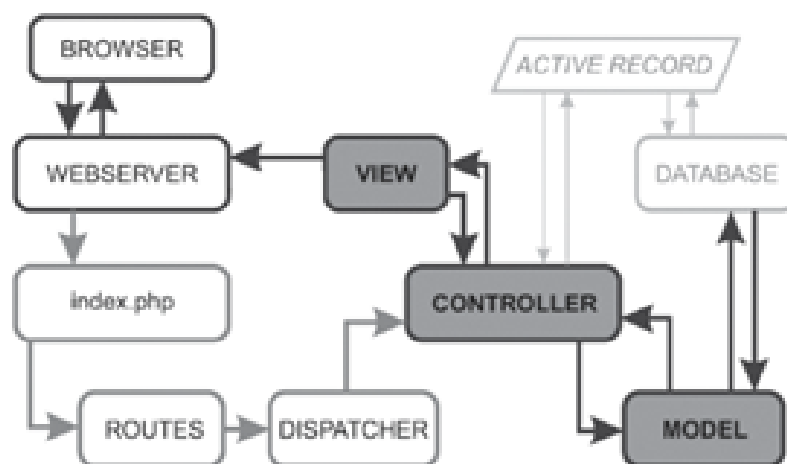 BROWSER
ACTIVE RECORD
WEBSERVER
VIEW
DATABASE
index.php
CONTROLLER
ROUTES
DISPATCHER
MODEL